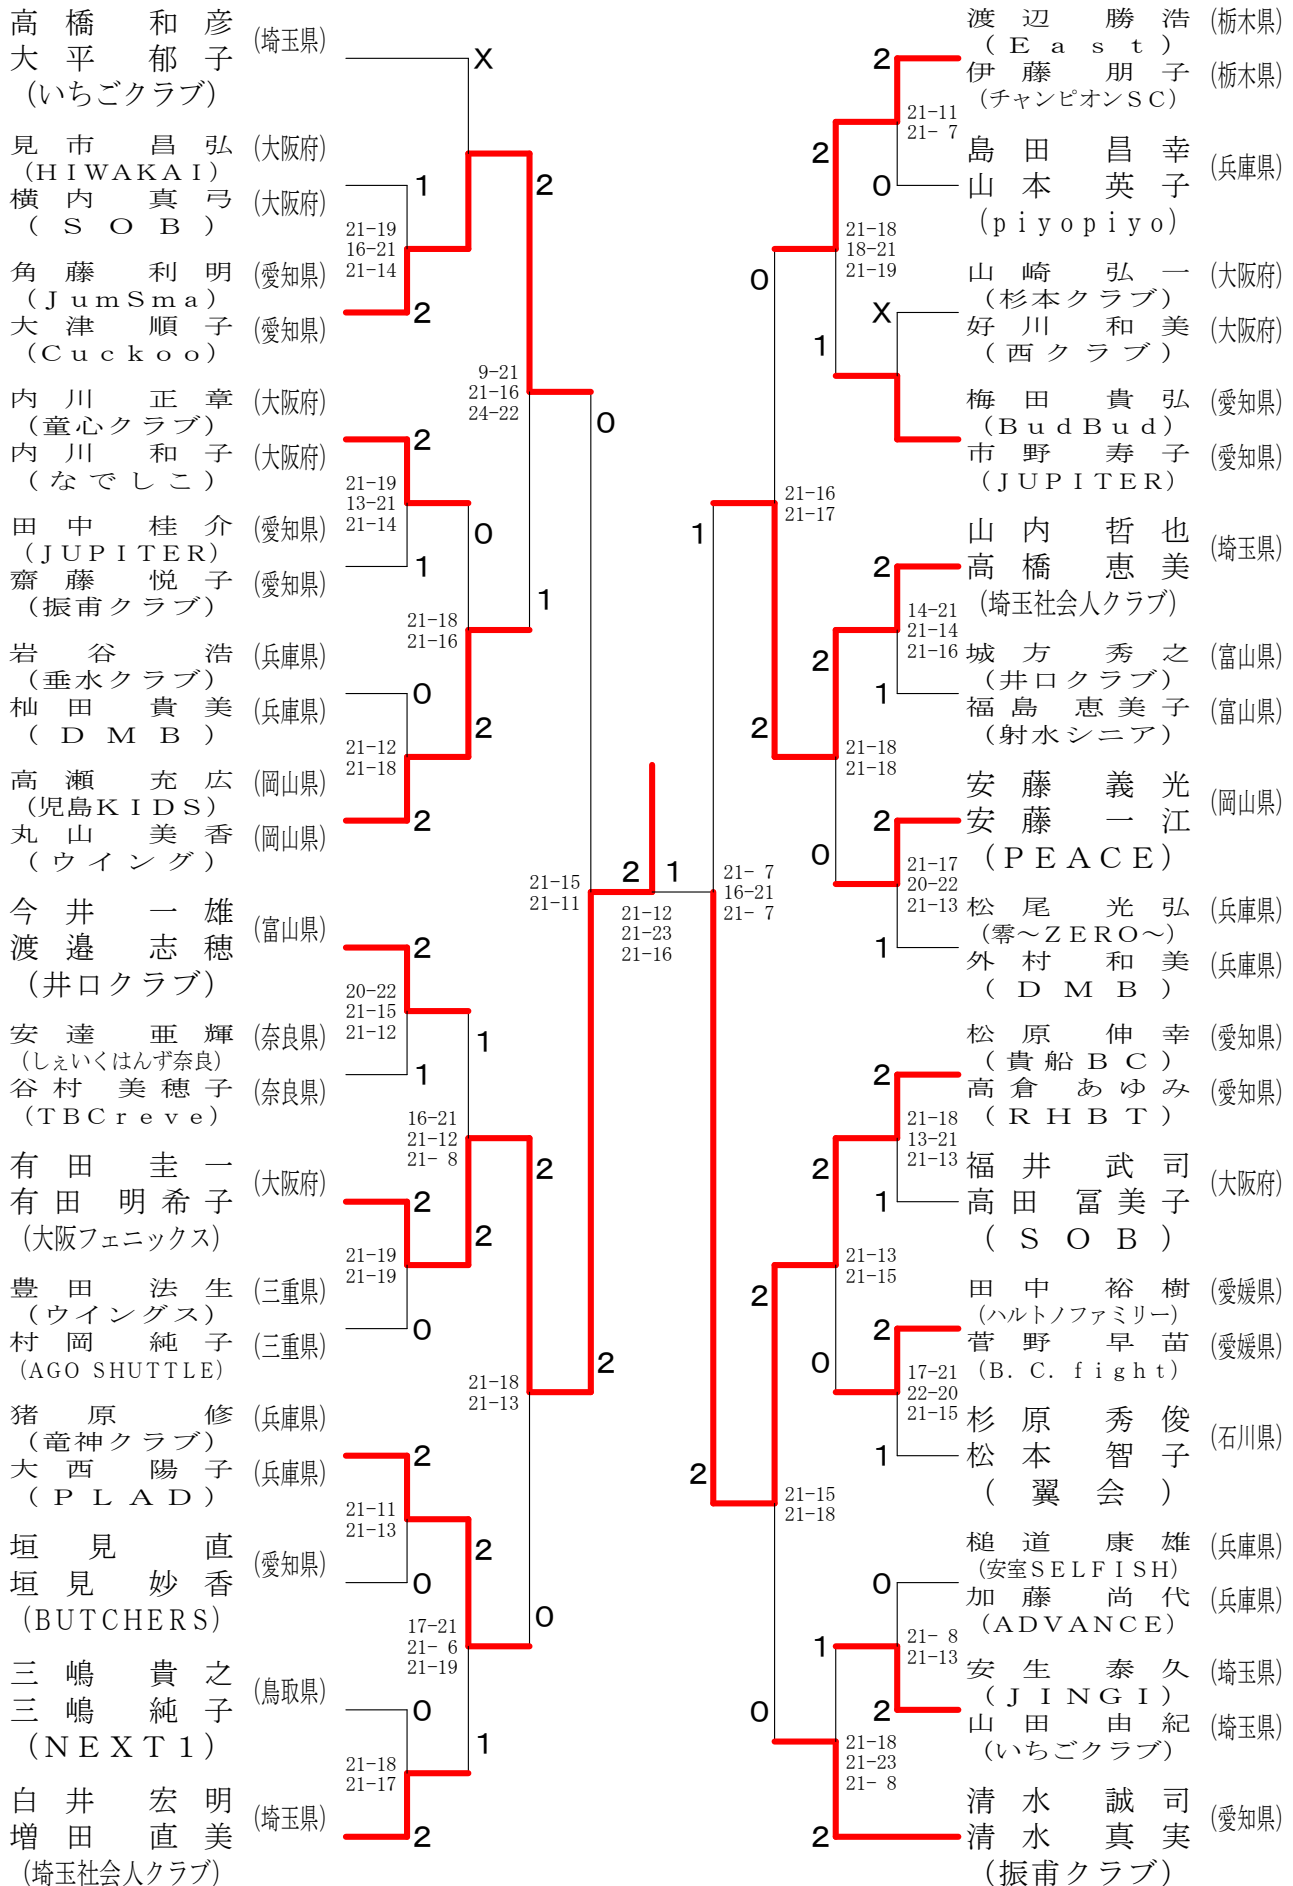 高橋 和彦
大平 郁子 (埼玉県)
(いちごクラブ)
X
見市 昌弘 (大阪府)
(HIWAKAI)
横内 真弓 (大阪府)
(SOB)
1
21-19
16-21
21-14
角藤 利明 (愛知県)
(JumSma)
大津 順子 (愛知県)
(Cuckoo)
2
2
9-21
21-16
24-22
内川 正章 (大阪府)
(童心クラブ)
内川 和子 (大阪府)
(なでしこ)
2
21-19
13-21
21-14
田中 桂介 (愛知県)
(JUPITER)
齋藤 悦子 (愛知県)
(振甫クラブ)
1
0
21-18
21-16
1
0
岩谷 浩 (兵庫県)
(垂水クラブ)
杣田 貴美 (兵庫県)
(DMB)
0
21-12
21-18
2
高瀬 充広 (岡山県)
(児島KIDS)
丸山 美香 (岡山県)
(ウイング)
2
21-15
21-11
今井 一雄
渡邉 志穂 (富山県)
(井口クラブ)
2
20-22
21-15
21-12
安達 亜輝 (奈良県)
(しぇいくはんず奈良)
谷村 美穂子 (奈良県)
(TBCreve)
1
1
16-21
21-12
21- 8
2
有田 圭一
有田 明希子 (大阪府)
(大阪フェニックス)
2
21-19
21-19
2
豊田 法生 (三重県)
(ウイングス)
村岡 純子 (三重県)
(AGO SHUTTLE)
0
21-18
21-13
2
猪原 修 (兵庫県)
(竜神クラブ)
大西 陽子 (兵庫県)
(PLAD)
2
21-11
21-13
2
垣見 直
垣見 妙香 (愛知県)
(BUTCHERS)
0
17-21
21- 6
21-19
0
三嶋 貴之
三嶋 純子 (鳥取県)
(NEXT1)
0
21-18
21-17
1
白井 宏明
増田 直美 (埼玉県)
(埼玉社会人クラブ)
2
2
1
21-12
21-23
21-16
渡辺 勝浩 (栃木県)
(East)
伊藤 朋子 (栃木県)
(チャンピオンSC)
2
21-11
21- 7
島田 昌幸
山本 英子 (兵庫県)
(piyopiyo)
0
2
21-18
18-21
21-19
0
山崎 弘一 (大阪府)
(杉本クラブ)
好川 和美 (大阪府)
(西クラブ)
X
1
梅田 貴弘 (愛知県)
(BudBud)
市野 寿子 (愛知県)
(JUPITER)
21-16
21-17
1
山内 哲也
高橋 恵美 (埼玉県)
(埼玉社会人クラブ)
2
14-21
21-14
21-16
2
城方 秀之 (富山県)
(井口クラブ)
福島 恵美子 (富山県)
(射水シニア)
1
2
21-18
21-18
安藤 義光
安藤 一江 (岡山県)
(PEACE)
2
0
21-17
20-22
21-13
松尾 光弘 (兵庫県)
(零～ZERO～)
外村 和美 (兵庫県)
(DMB)
1
21- 7
16-21
21- 7
松原 伸幸 (愛知県)
(貴船BC)
高倉 あゆみ (愛知県)
(RHBT)
2
21-18
13-21
21-13
2
福井 武司
高田 冨美子 (大阪府)
(SOB)
1
21-13
21-15
2
田中 裕樹 (愛媛県)
(ハルトノファミリー)
菅野 早苗 (愛媛県)
(B.C.fight)
2
0
17-21
22-20
21-15
杉原 秀俊
松本 智子 (石川県)
(翼会)
1
2
21-15
21-18
槌道 康雄 (兵庫県)
(安室SELFISH)
加藤 尚代 (兵庫県)
(ADVANCE)
0
21- 8
21-13
1
安生 泰久 (埼玉県)
(JINGI)
山田 由紀 (埼玉県)
(いちごクラブ)
2
0
21-18
21-23
21- 8
清水 誠司
清水 真実 (愛知県)
(振甫クラブ)
2